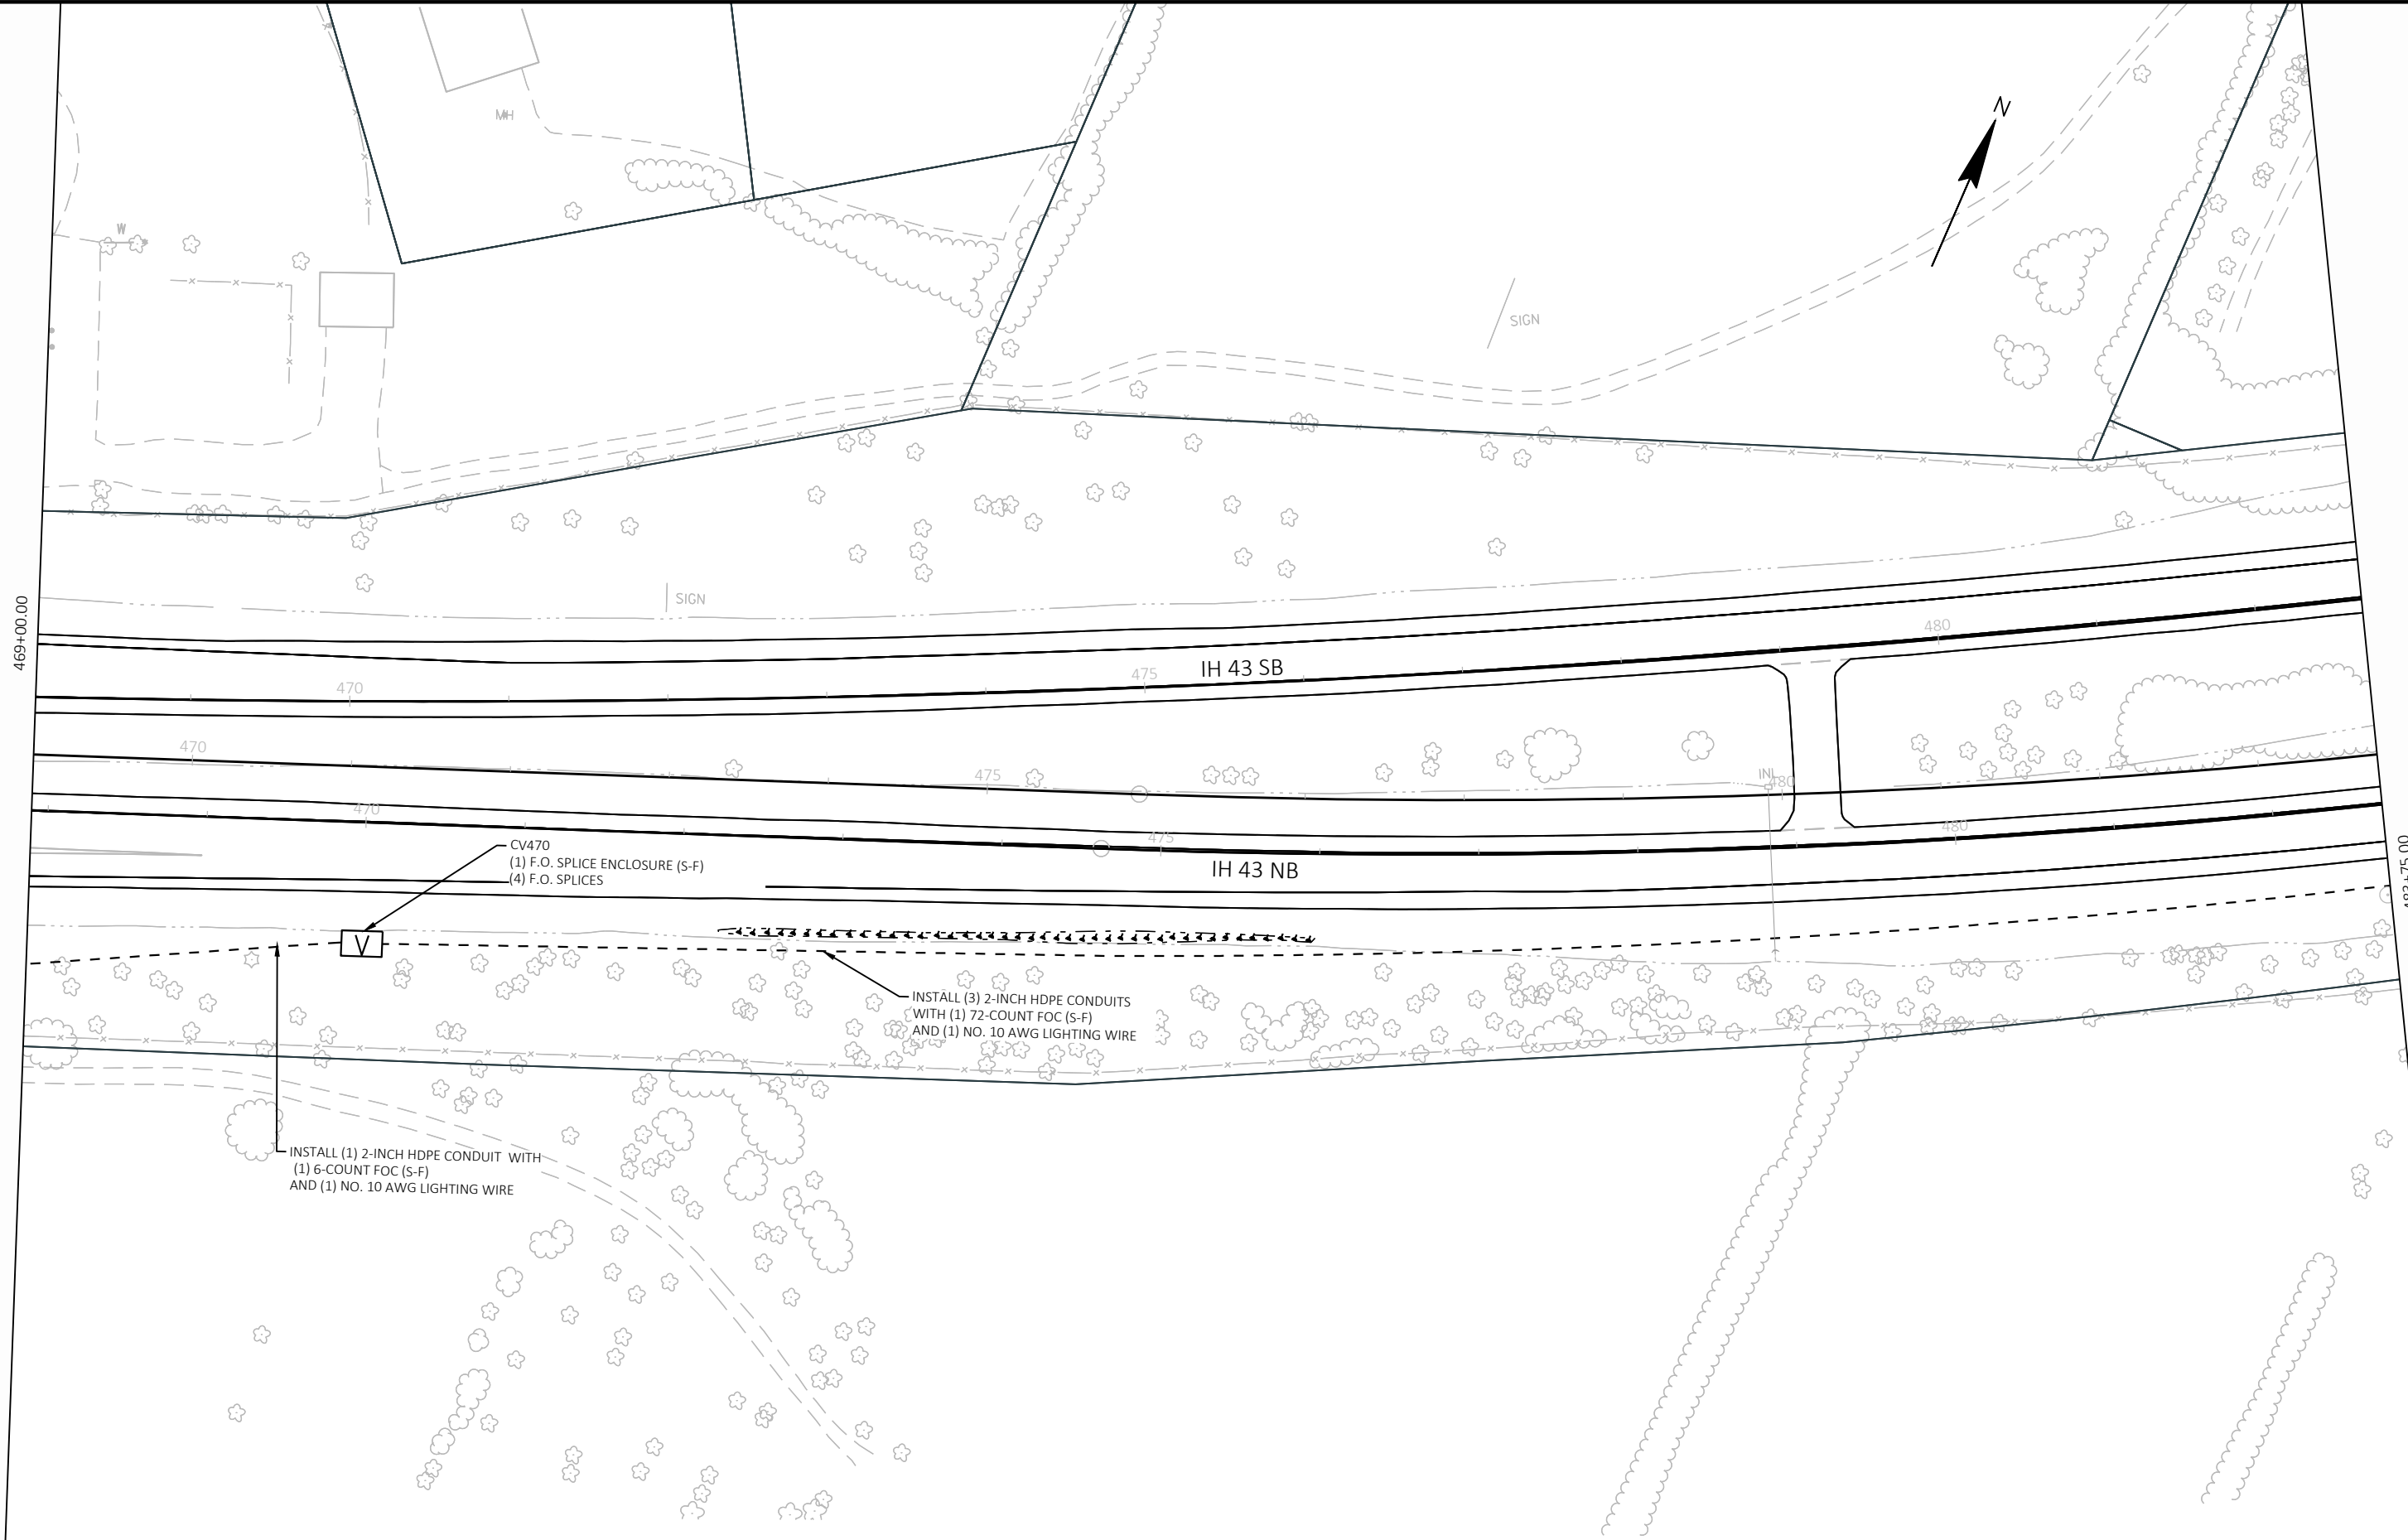 N
MH
W
SIGN
SIGN
469+00.00
480
IH 43 SB
475
470
470
475
INL
480
470
475
480
IH 43 NB
483+75.00
CV470
(1) F.O. SPLICE ENCLOSURE (S-F)
(4) F.O. SPLICES
V
INSTALL (3) 2-INCH HDPE CONDUITS
WITH (1) 72-COUNT FOC (S-F)
AND (1) NO. 10 AWG LIGHTING WIRE
INSTALL (1) 2-INCH HDPE CONDUIT WITH
(1) 6-COUNT FOC (S-F)
AND (1) NO. 10 AWG LIGHTING WIRE